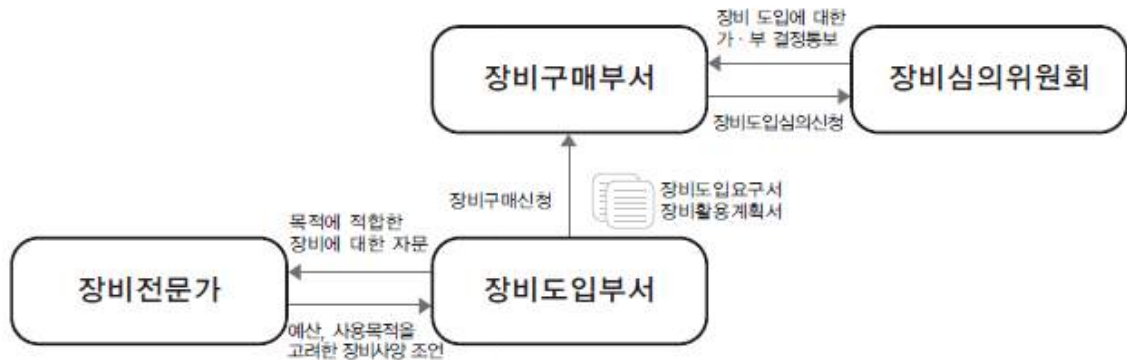 장비 도입에 대한
가·부 결정통보
장비구매부서
장비심의위원회
장비도입심의신청
장비구매신청
장비도입요구서
장비활용계획서
목적에 적합한
장비에 대한 자문
장비전문가
장비도입부서
예산, 사용목적을
고려한 장비사양 조언